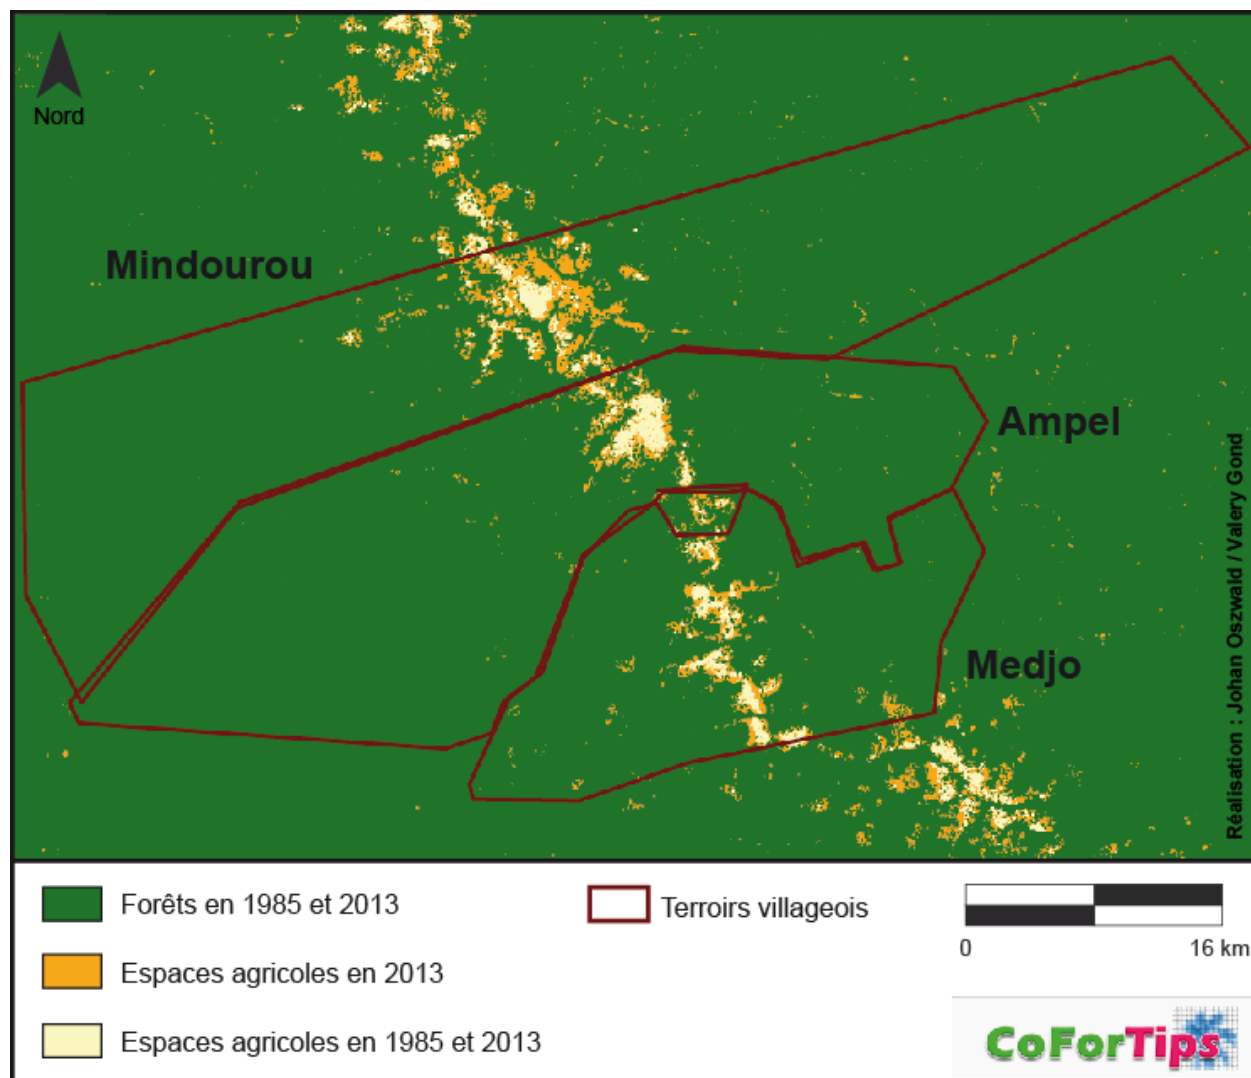 Nord
Mindourou
Ampel
Medjo
Réalisation : Johan Oszwald / Valery Gond
Forêts en 1985 et 2013
Espaces agricoles en 2013
Espaces agricoles en 1985 et 2013
Terroirs villageois
0 16 km
CoForTips